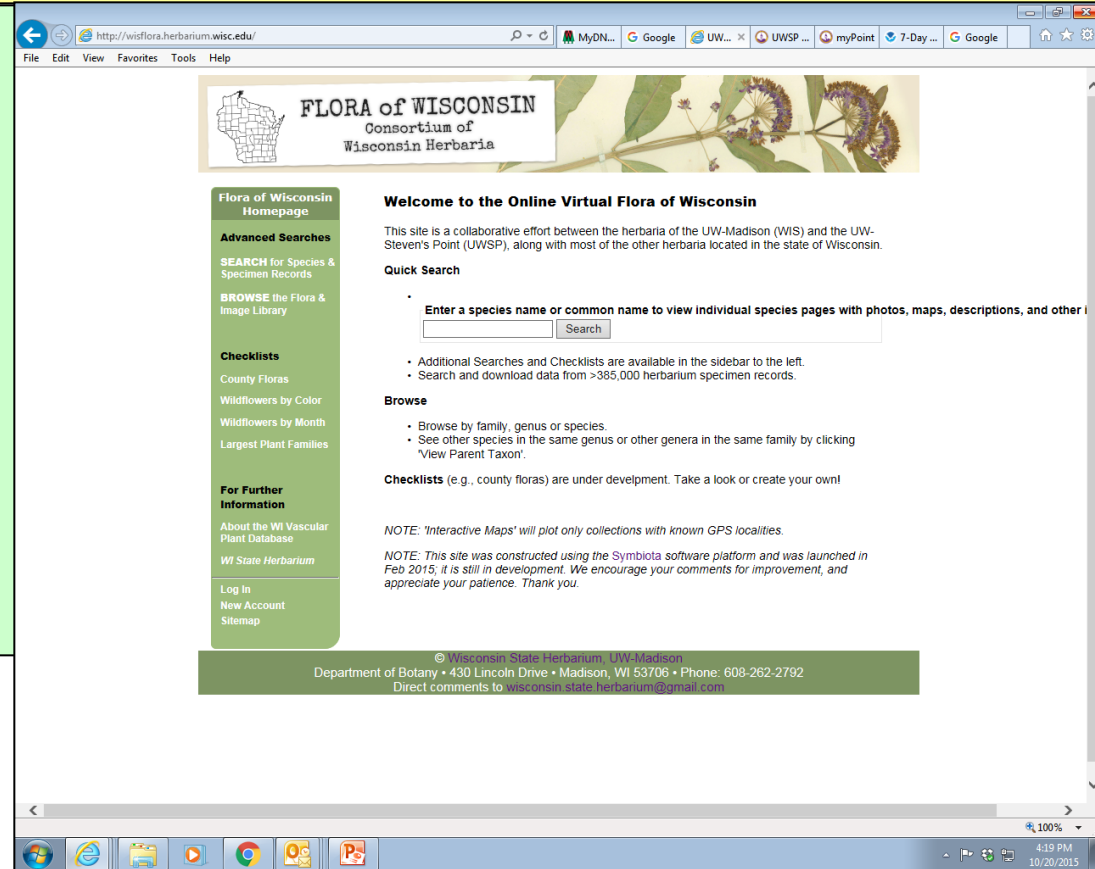 http://wisflora.herbarium.wisc.edu/
MyDN... Google UW... × UWSP ... myPoint 7-Day ... Google
File Edit View Favorites Tools Help
FLORA of WISCONSIN
Consortium of
Wisconsin Herbaria
Flora of Wisconsin
Homepage
Advanced Searches
SEARCH for Species &
Specimen Records
BROWSE the Flora &
Image Library
Checklists
County Floras
Wildflowers by Color
Wildflowers by Month
Largest Plant Families
For Further
Information
About the WI Vascular
Plant Database
WI State Herbarium
Log In
New Account
Sitemap
Welcome to the Online Virtual Flora of Wisconsin
This site is a collaborative effort between the herbaria of the UW-Madison (WIS) and the UW-
Steven's Point (UWSP), along with most of the other herbaria located in the state of Wisconsin.
Quick Search
•
Enter a species name or common name to view individual species pages with photos, maps, descriptions, and other i
Search
• Additional Searches and Checklists are available in the sidebar to the left.
• Search and download data from >385,000 herbarium specimen records.
Browse
• Browse by family, genus or species.
• See other species in the same genus or other genera in the same family by clicking
'View Parent Taxon'.
Checklists (e.g., county floras) are under develpment. Take a look or create your own!
NOTE: 'Interactive Maps' will plot only collections with known GPS localities.
NOTE: This site was constructed using the Symbiota software platform and was launched in
Feb 2015; it is still in development. We encourage your comments for improvement, and
appreciate your patience. Thank you.
© Wisconsin State Herbarium, UW-Madison
Department of Botany • 430 Lincoln Drive • Madison, WI 53706 • Phone: 608-262-2792
Direct comments to wisconsin.state.herbarium@gmail.com
100%
4:19 PM
10/20/2015